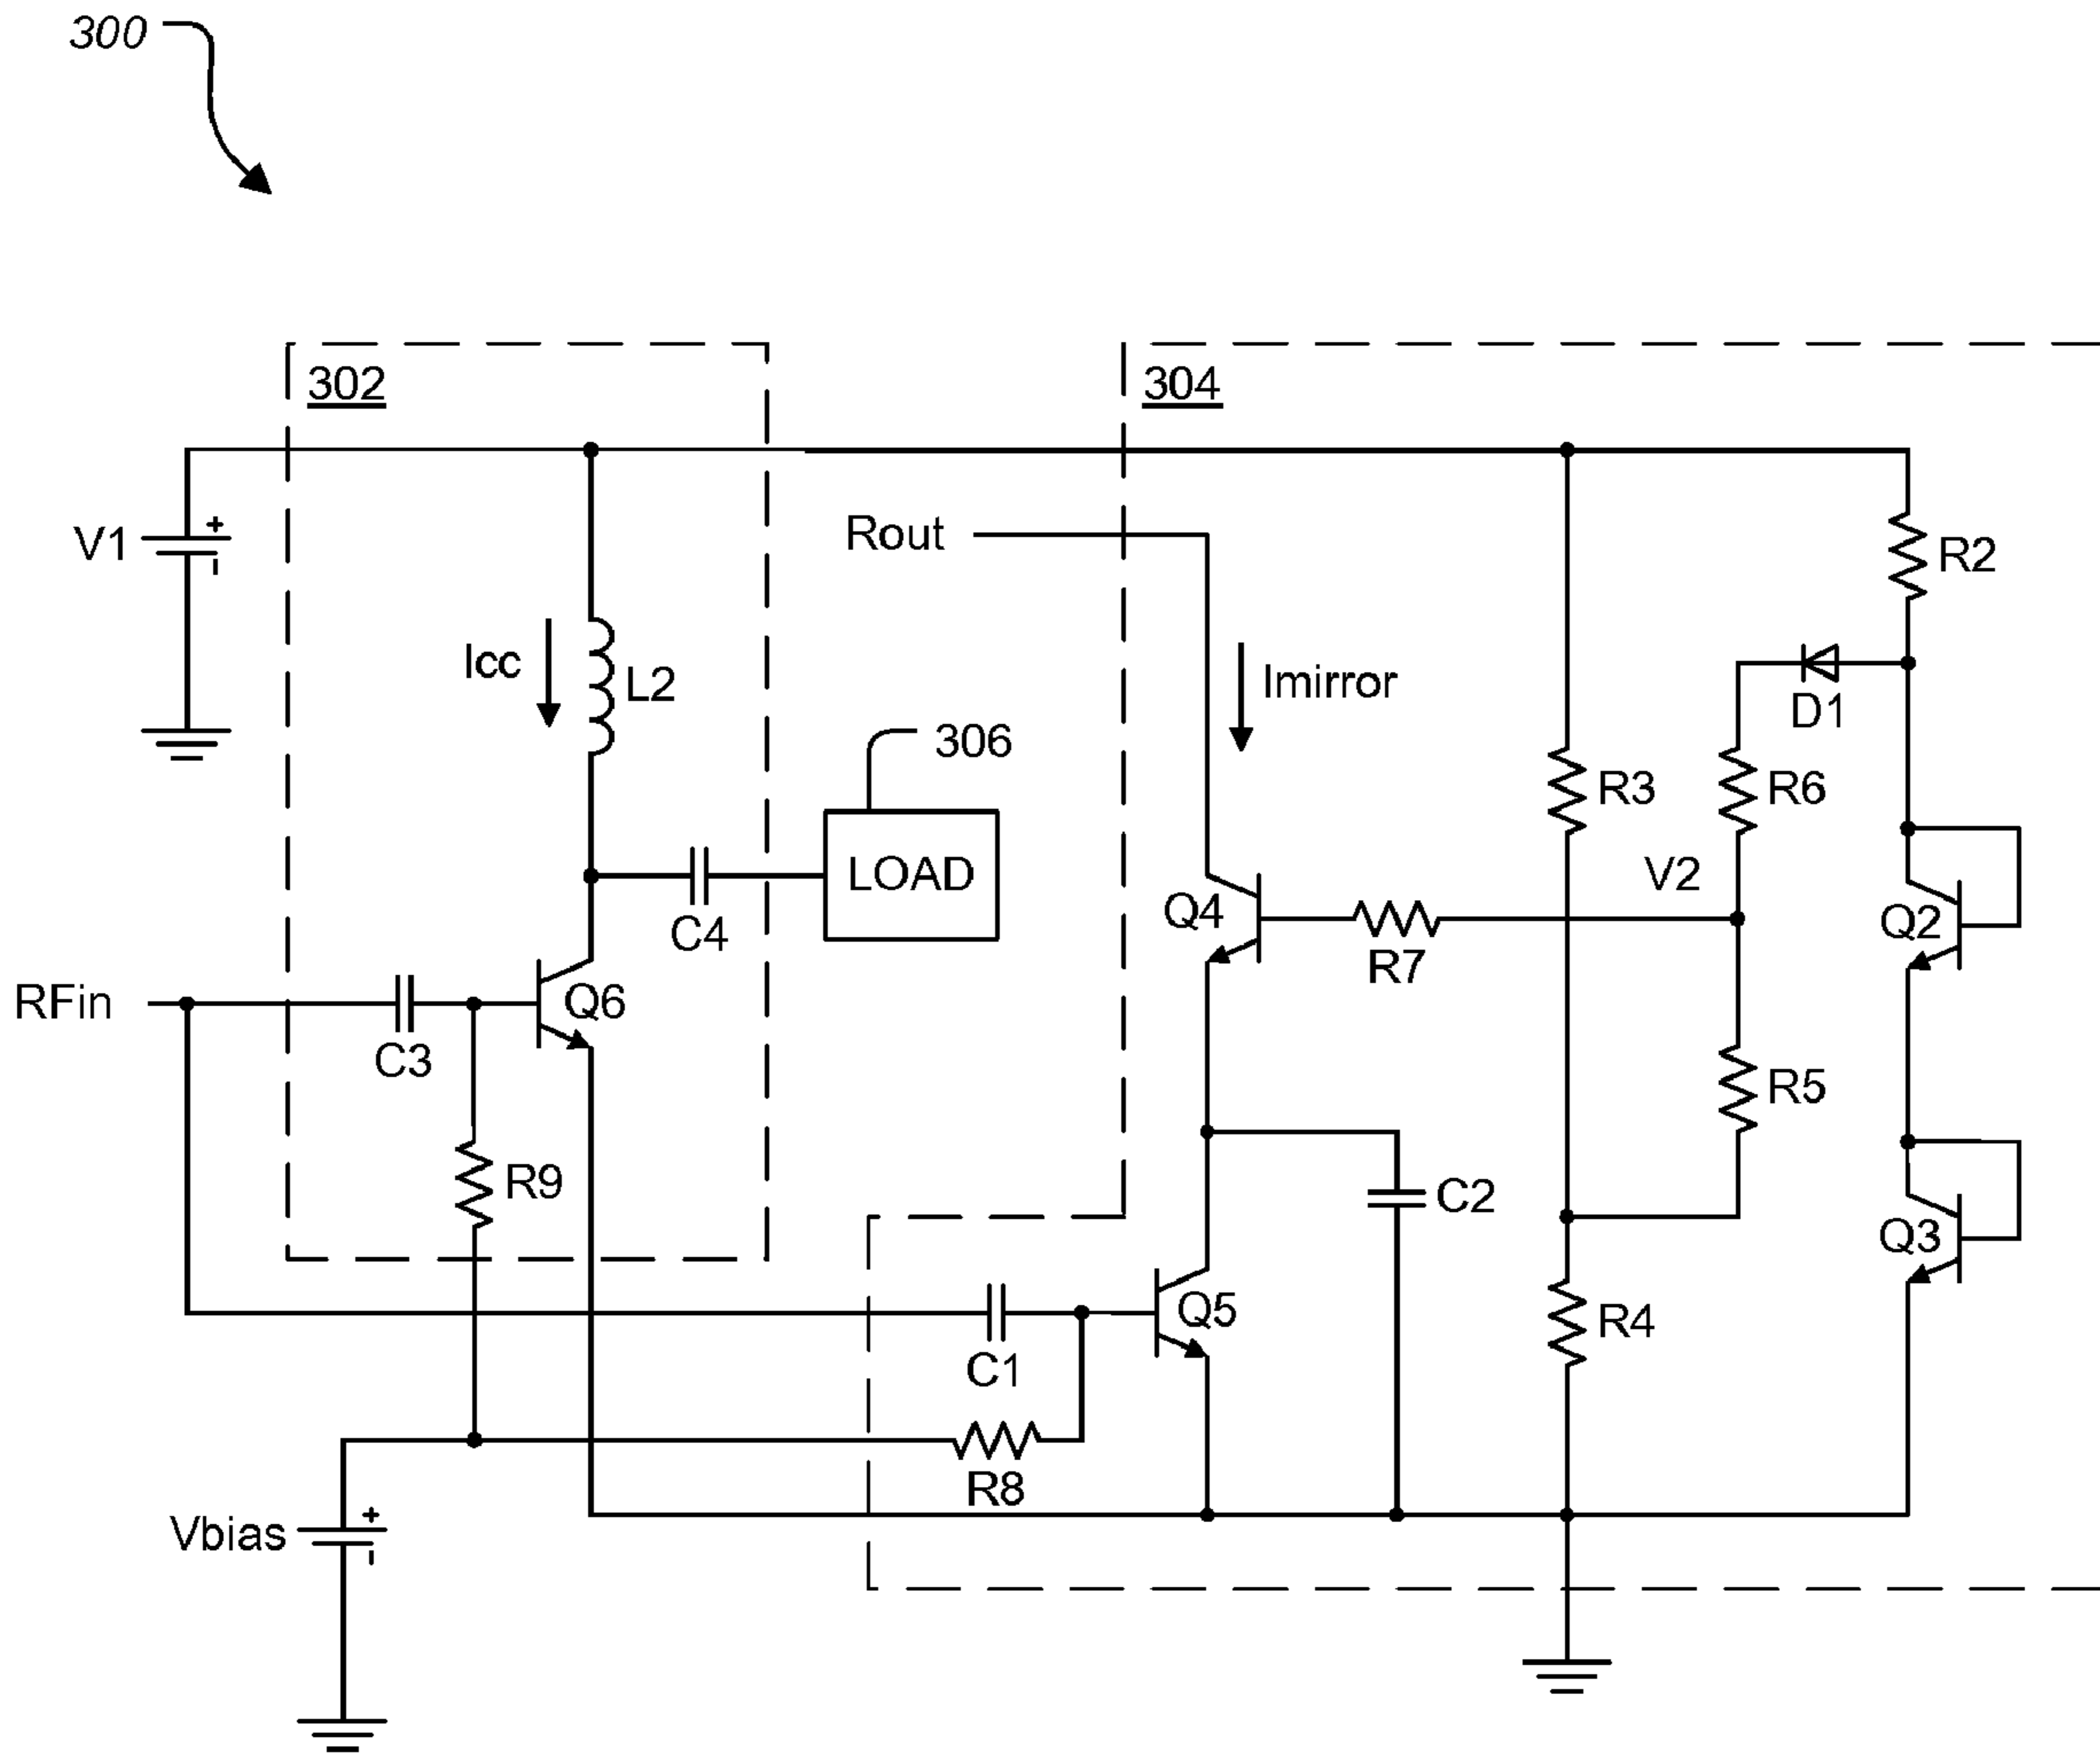 300
302
304
V1
+
-
Rout
R2
Icc
L2
Imirror
D1
306
R3
R6
LOAD
V2
C4
Q4
R7
Q2
RFin
C3
Q6
R5
R9
C2
Q3
Q5
R4
C1
R8
Vbias
+
-